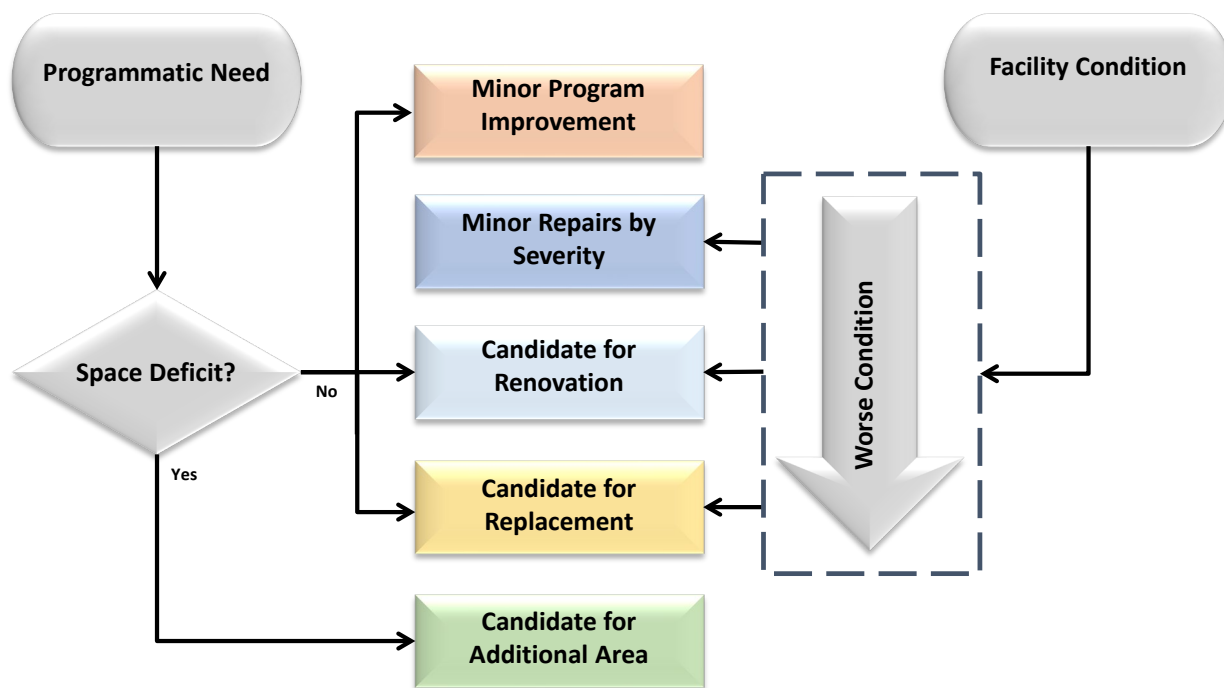 Programmatic Need
Facility Condition
Minor Program
Improvement
Minor Repairs by
Severity
Space Deficit?
No
Yes
Candidate for
Renovation
Worse Condition
Candidate for
Replacement
Candidate for
Additional Area